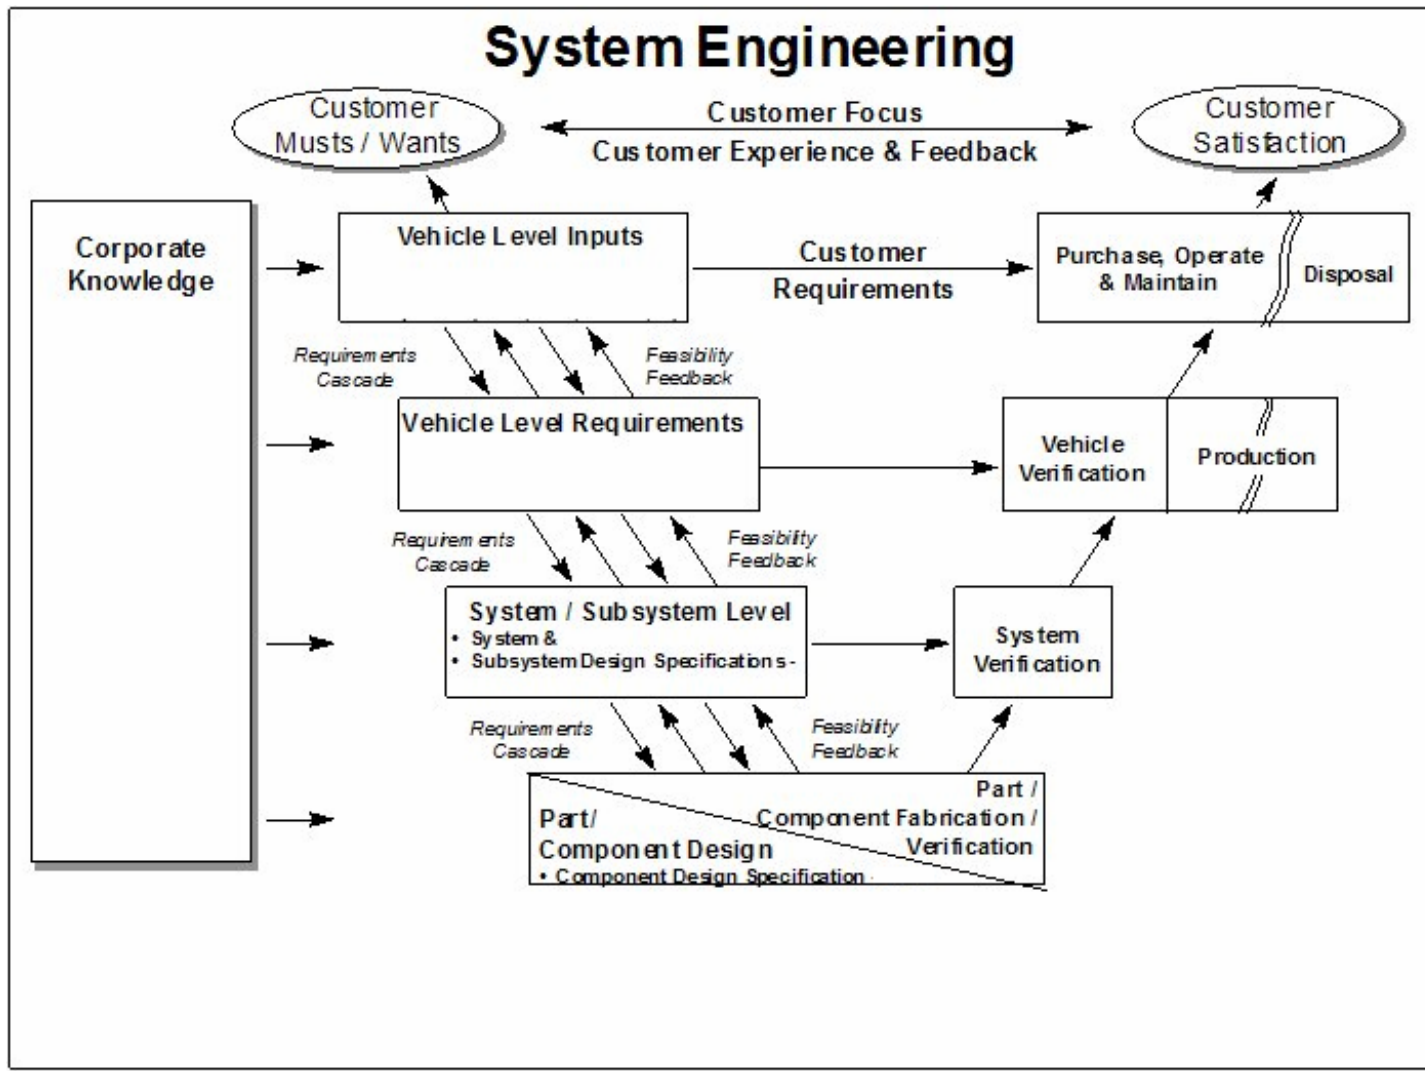 System Engineering
Customer
Musts / Wants
Customer Focus
Customer Experience & Feedback
Customer
Satisfaction
Corporate
Knowledge
Vehicle Level Inputs
Customer
Requirements
Purchase, Operate
& Maintain
Disposal
Requirements
Cascade
Feasibility
Feedback
Vehicle Level Requirements
Vehicle
Verification
Production
Requirements
Cascade
Feasibility
Feedback
System / Subsystem Level
• System &
• Subsystem Design Specifications -
System
Verification
Requirements
Cascade
Feasibility
Feedback
Part/
Component Design
• Component Design Specification
Part /
Component Fabrication /
Verification